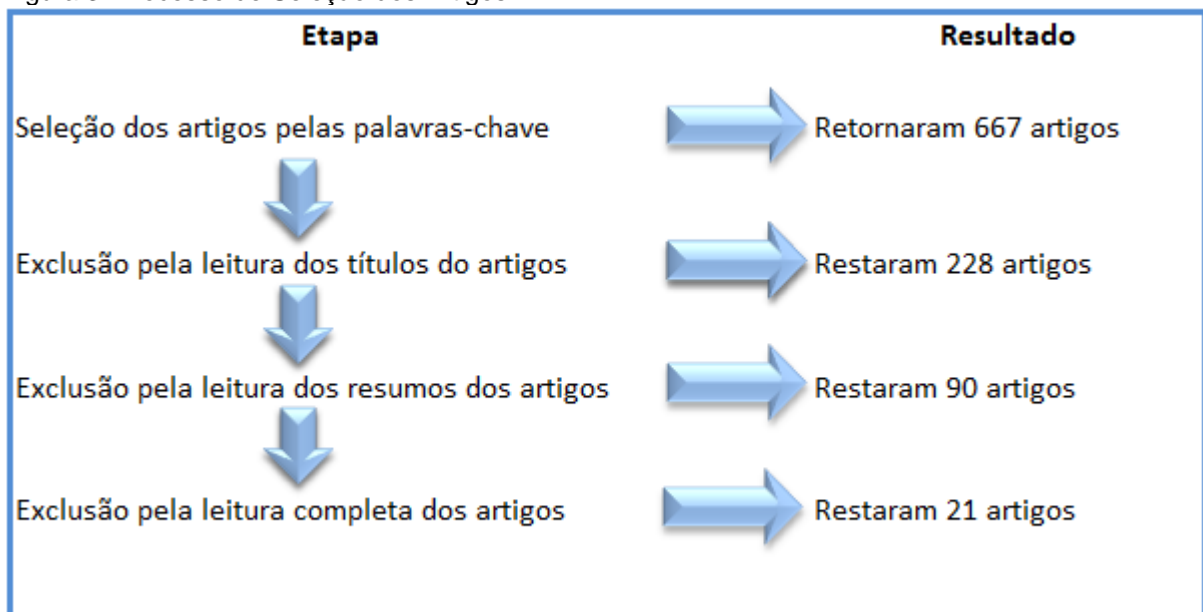 Etapa Resultado
Seleção dos artigos pelas palavras-chave Retornaram 667 artigos
Exclusão pela leitura dos títulos do artigos Restaram 228 artigos
Exclusão pela leitura dos resumos dos artigos Restaram 90 artigos
Exclusão pela leitura completa dos artigos Restaram 21 artigos